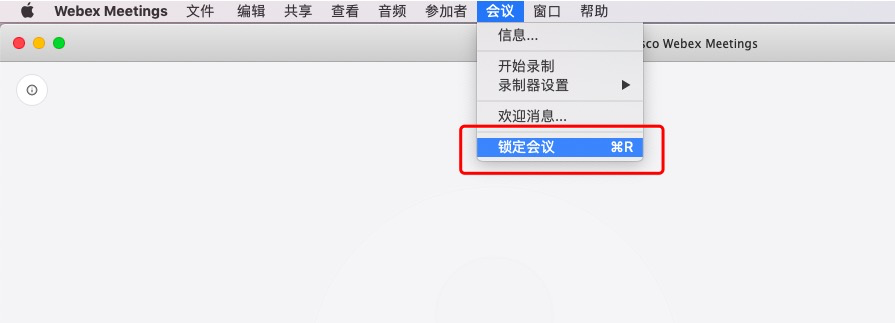 Webex Meetings 文件 编辑 共享 查看 音频 参加者 会议 窗口 帮助
sco Webex Meetings
信息...
开始录制
录制器设置
欢迎消息...
锁定会议 ⌘R